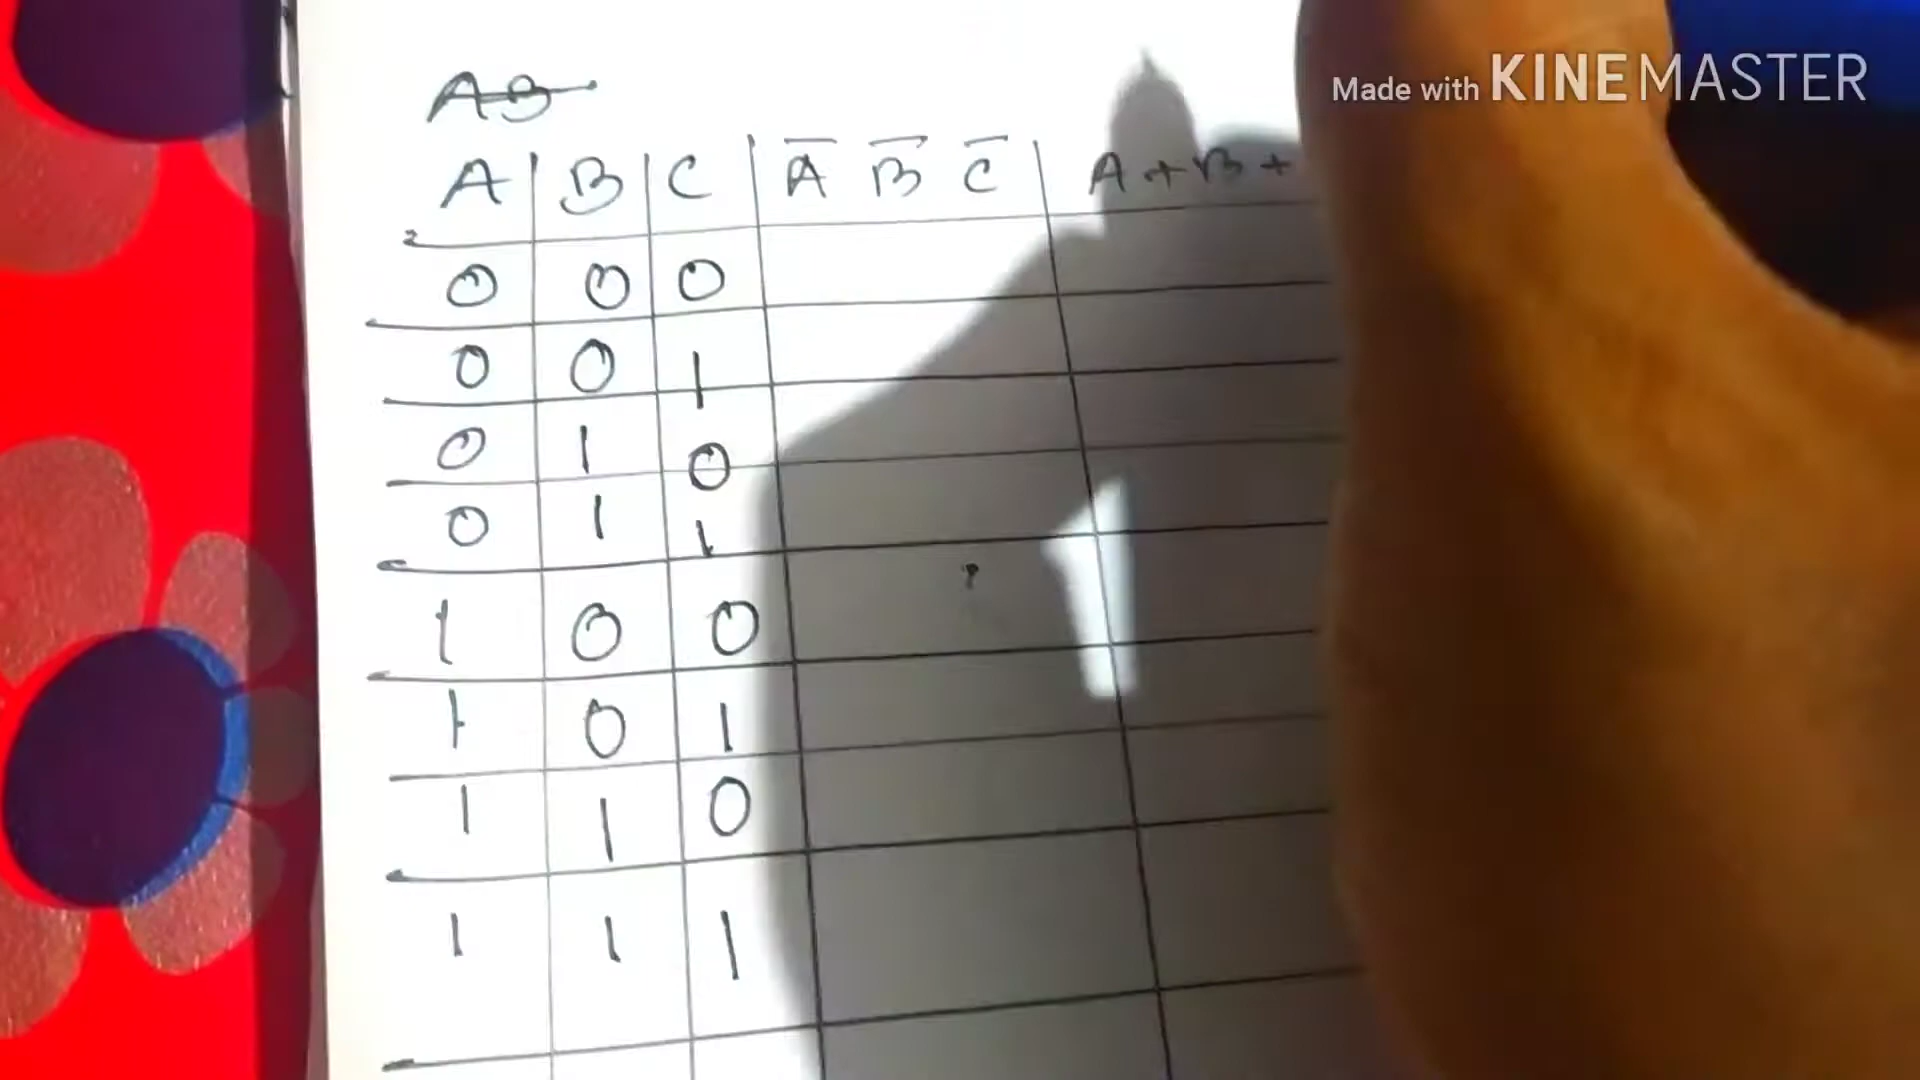 Made with KINEMASTER
AB
A B C A̅ B̅ C̅ A+B+
0 0 0
0 0 1
0 1 0
0 1 1
1 0 0
1 0 1
1 1 0
1 1 1